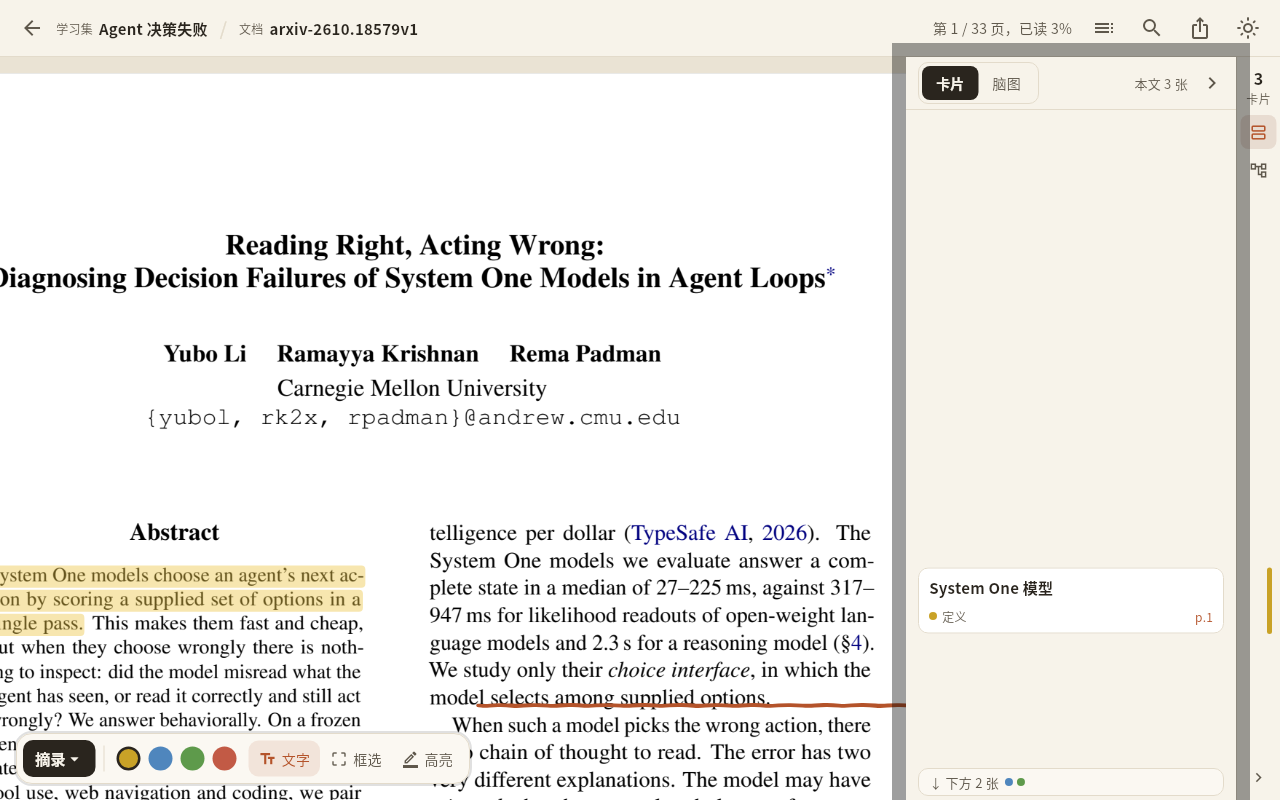 学习集 Agent 决策失败 / 文档 arxiv-2610.18579v1
第 1 / 33 页，已读 3%
Reading Right, Acting Wrong:
Diagnosing Decision Failures of System One Models in Agent Loops*
Yubo Li Ramayya Krishnan Rema Padman
Carnegie Mellon University
{yubol, rk2x, rpadman}@andrew.cmu.edu
Abstract
ystem One models choose an agent's next ac-
on by scoring a supplied set of options in a
ngle pass. This makes them fast and cheap,
ut when they choose wrongly there is noth-
ng to inspect: did the model misread what the
gent has seen, or read it correctly and still act
rongly? We answer behaviorally. On a frozen
ool use, web navigation and coding, we pair
telligence per dollar (TypeSafe AI, 2026). The
System One models we evaluate answer a com-
plete state in a median of 27–225 ms, against 317–
947 ms for likelihood readouts of open-weight lan-
guage models and 2.3 s for a reasoning model (§4).
We study only their choice interface, in which the
model selects among supplied options.
When such a model picks the wrong action, there
chain of thought to read. The error has two
very different explanations. The model may have
摘录
文字
框选
高亮
卡片
脑图
本文 3 张
System One 模型
定义
p.1
↓ 下方 2 张
3
卡片